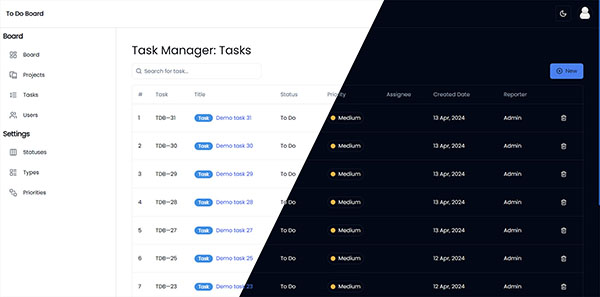 To Do Board
Board
Board
Projects
Tasks
Users
Settings
Statuses
Types
Priorities
Task Manager: Tasks
Search for task...
New
# Task Title Status Priority Assignee Created Date Reporter
1 TDB-31 Task Demo task 31 To Do Medium 13 Apr, 2024 Admin
2 TDB-30 Task Demo task 30 To Do Medium 13 Apr, 2024 Admin
3 TDB-29 Task Demo task 29 To Do Medium 13 Apr, 2024 Admin
4 TDB-28 Task Demo task 28 To Do Medium 13 Apr, 2024 Admin
5 TDB-27 Task Demo task 27 To Do Medium 13 Apr, 2024 Admin
6 TDB-25 Task Demo task 25 To Do Medium 12 Apr, 2024 Admin
7 TDB-23 Task Demo task 23 To Do Medium 12 Apr, 2024 Admin